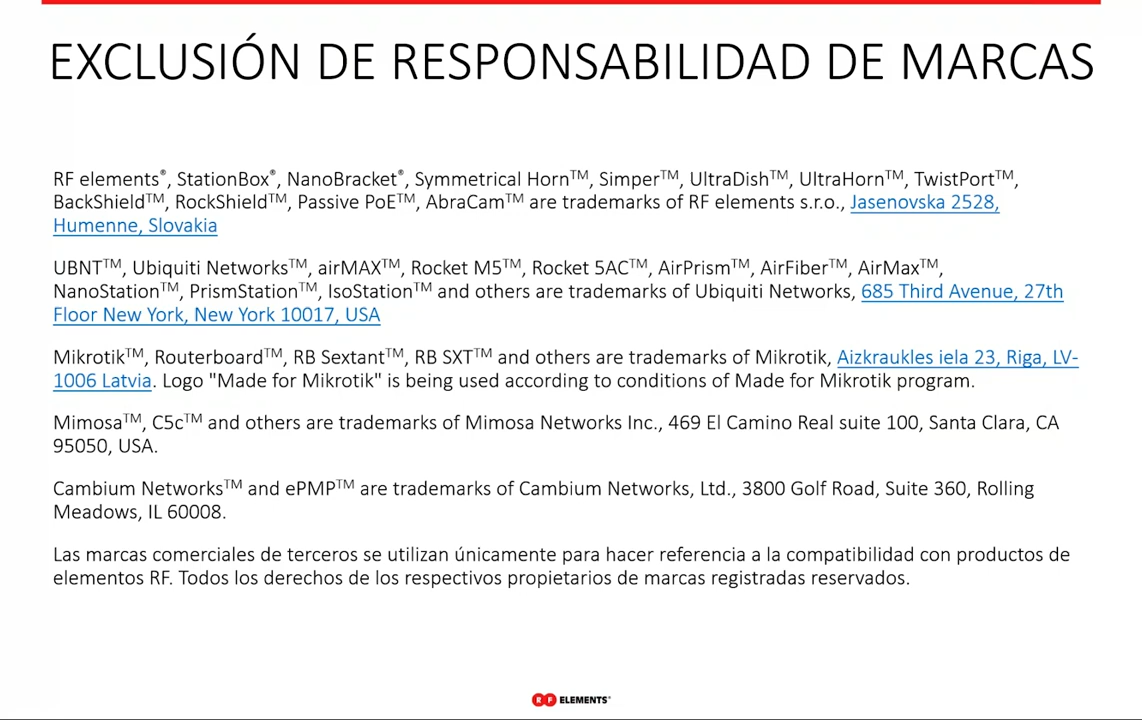 EXCLUSIÓN DE RESPONSABILIDAD DE MARCAS
RF elements®, StationBox®, NanoBracket®, Symmetrical Horn™, Simper™, UltraDish™, UltraHorn™, TwistPort™,
BackShield™, RockShield™, Passive PoE™, AbraCam™ are trademarks of RF elements s.r.o., Jasenovska 2528,
Humenne, Slovakia
UBNT™, Ubiquiti Networks™, airMAX™, Rocket M5™, Rocket 5AC™, AirPrism™, AirFiber™, AirMax™,
NanoStation™, PrismStation™, IsoStation™ and others are trademarks of Ubiquiti Networks, 685 Third Avenue, 27th
Floor New York, New York 10017, USA
Mikrotik™, Routerboard™, RB Sextant™, RB SXT™ and others are trademarks of Mikrotik, Aizkraukles iela 23, Riga, LV-
1006 Latvia. Logo "Made for Mikrotik" is being used according to conditions of Made for Mikrotik program.
Mimosa™, C5c™ and others are trademarks of Mimosa Networks Inc., 469 El Camino Real suite 100, Santa Clara, CA
95050, USA.
Cambium Networks™ and ePMP™ are trademarks of Cambium Networks, Ltd., 3800 Golf Road, Suite 360, Rolling
Meadows, IL 60008.
Las marcas comerciales de terceros se utilizan únicamente para hacer referencia a la compatibilidad con productos de
elementos RF. Todos los derechos de los respectivos propietarios de marcas registradas reservados.
RF ELEMENTS®